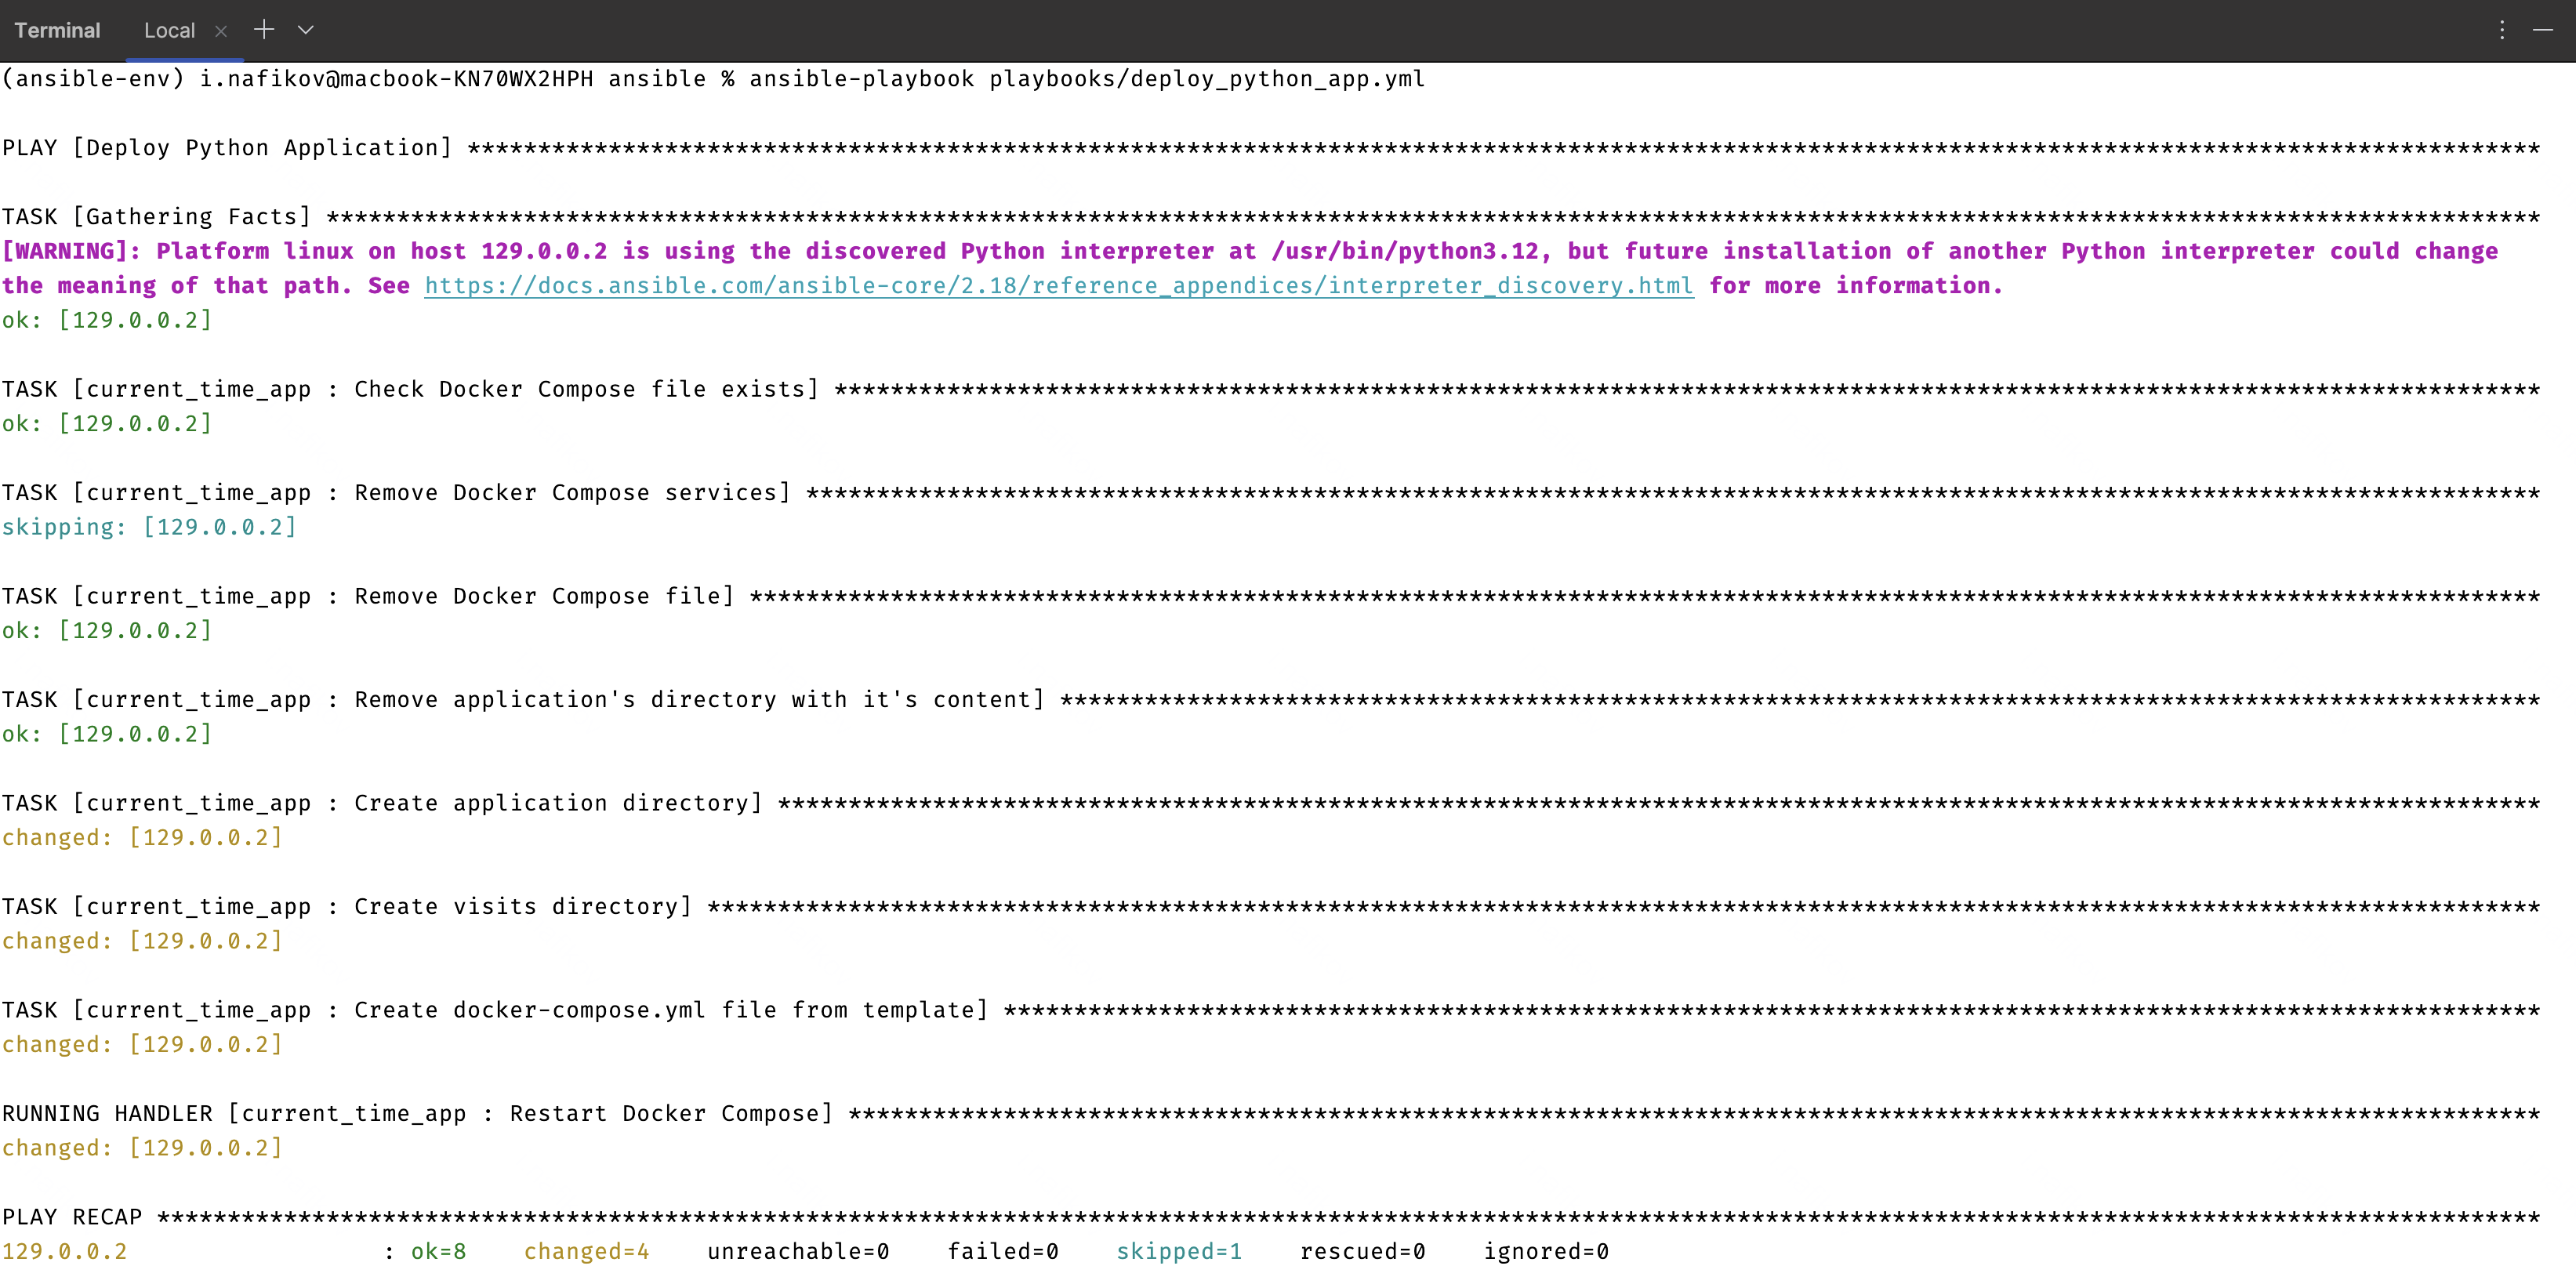 Terminal Local
(ansible-env) i.nafikov@macbook-KN70WX2HPH ansible % ansible-playbook playbooks/deploy_python_app.yml
PLAY [Deploy Python Application] ***************************************************************************************************************************************************
TASK [Gathering Facts] *************************************************************************************************************************************************************
[WARNING]: Platform linux on host 129.0.0.2 is using the discovered Python interpreter at /usr/bin/python3.12, but future installation of another Python interpreter could change
the meaning of that path. See https://docs.ansible.com/ansible-core/2.18/reference_appendices/interpreter_discovery.html for more information.
ok: [129.0.0.2]
TASK [current_time_app : Check Docker Compose file exists] *************************************************************************************************************************
ok: [129.0.0.2]
TASK [current_time_app : Remove Docker Compose services] ***************************************************************************************************************************
skipping: [129.0.0.2]
TASK [current_time_app : Remove Docker Compose file] *******************************************************************************************************************************
ok: [129.0.0.2]
TASK [current_time_app : Remove application's directory with it's content] *********************************************************************************************************
ok: [129.0.0.2]
TASK [current_time_app : Create application directory] *****************************************************************************************************************************
changed: [129.0.0.2]
TASK [current_time_app : Create visits directory] **********************************************************************************************************************************
changed: [129.0.0.2]
TASK [current_time_app : Create docker-compose.yml file from template] *************************************************************************************************************
changed: [129.0.0.2]
RUNNING HANDLER [current_time_app : Restart Docker Compose] ************************************************************************************************************************
changed: [129.0.0.2]
PLAY RECAP *************************************************************************************************************************************************************************
129.0.0.2 : ok=8 changed=4 unreachable=0 failed=0 skipped=1 rescued=0 ignored=0